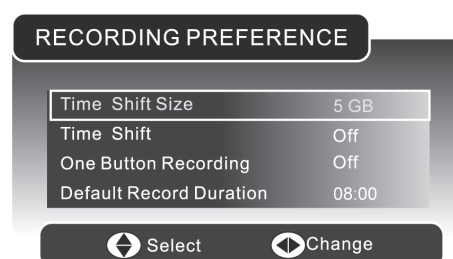 RECORDING PREFERENCE
Time Shift Size 5 GB
Time Shift Off
One Button Recording Off
Default Record Duration 08:00
Select Change